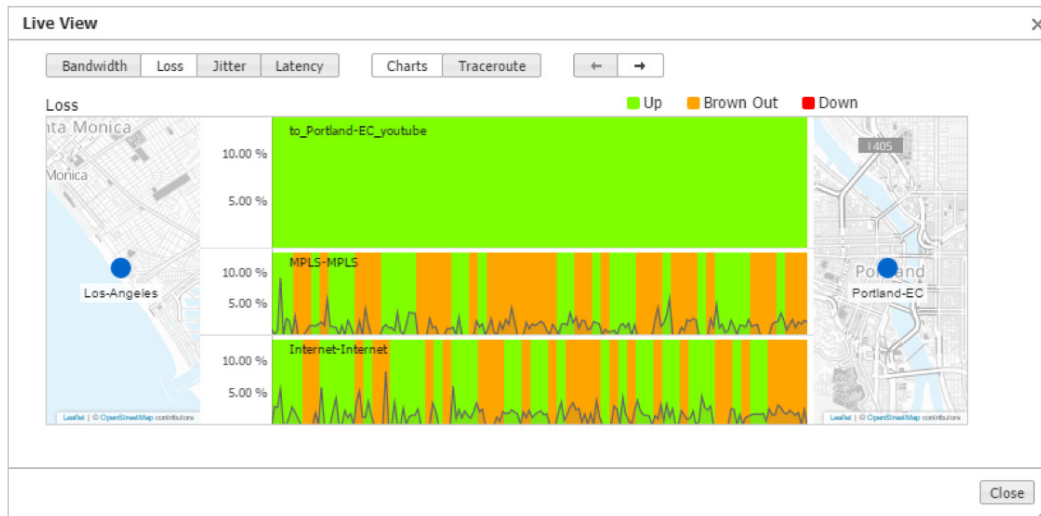 Live View
×
Bandwidth Loss Jitter Latency Charts Traceroute ← →
Loss
Up Brown Out Down
nta Monica
Monica
Los-Angeles
Leaflet | © OpenStreetMap contributors
to_Portland-EC_youtube
10.00 %
5.00 %
MPLS-MPLS
10.00 %
5.00 %
Internet-Internet
10.00 %
5.00 %
I 405
Portland
Portland-EC
Leaflet | © OpenStreetMap contributors
Close